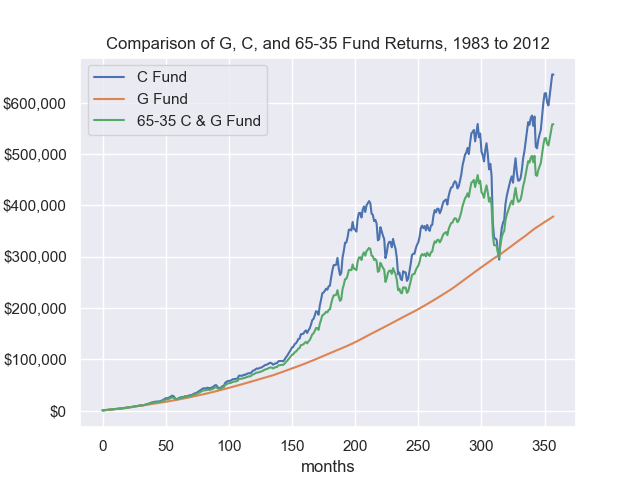 Comparison of G, C, and 65-35 Fund Returns, 1983 to 2012
C Fund
G Fund
65-35 C & G Fund
$600,000
$500,000
$400,000
$300,000
$200,000
$100,000
$0
0 50 100 150 200 250 300 350
months